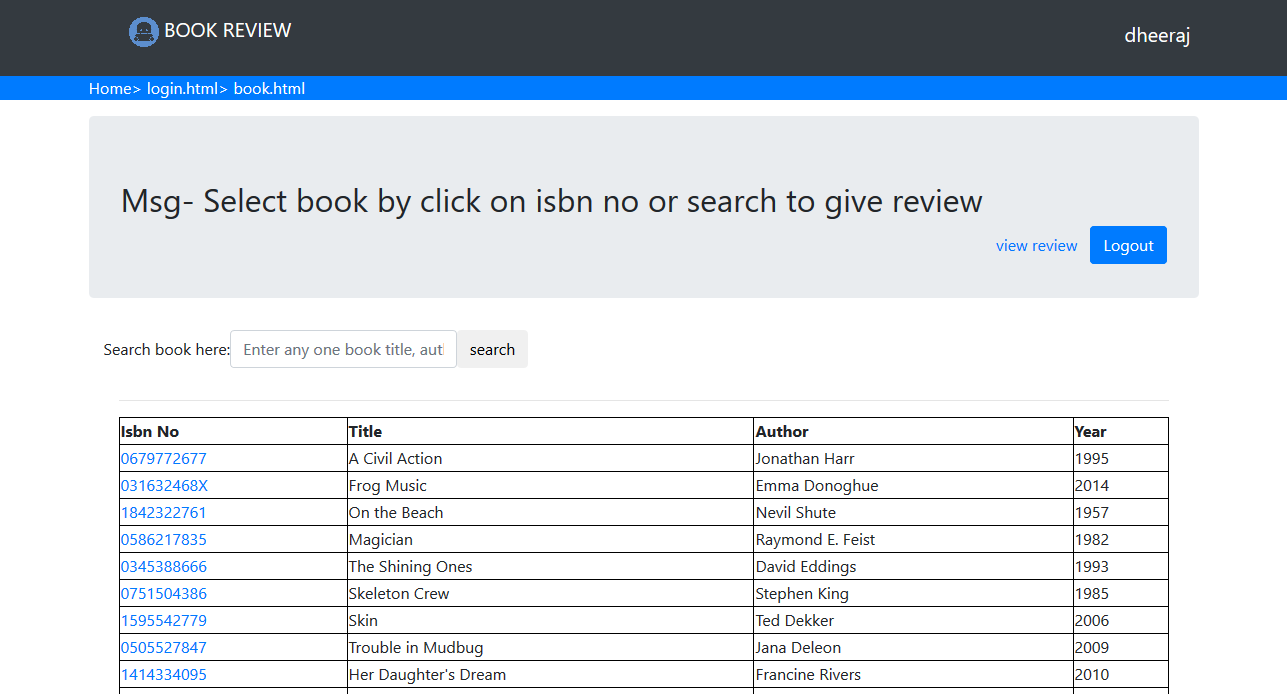 BOOK REVIEW
dheeraj
Home> login.html> book.html
Msg- Select book by click on isbn no or search to give review
view review Logout
Search book here: Enter any one book title, aut search
Isbn No Title Author Year
0679772677 A Civil Action Jonathan Harr 1995
031632468X Frog Music Emma Donoghue 2014
1842322761 On the Beach Nevil Shute 1957
0586217835 Magician Raymond E. Feist 1982
0345388666 The Shining Ones David Eddings 1993
0751504386 Skeleton Crew Stephen King 1985
1595542779 Skin Ted Dekker 2006
0505527847 Trouble in Mudbug Jana Deleon 2009
1414334095 Her Daughter's Dream Francine Rivers 2010